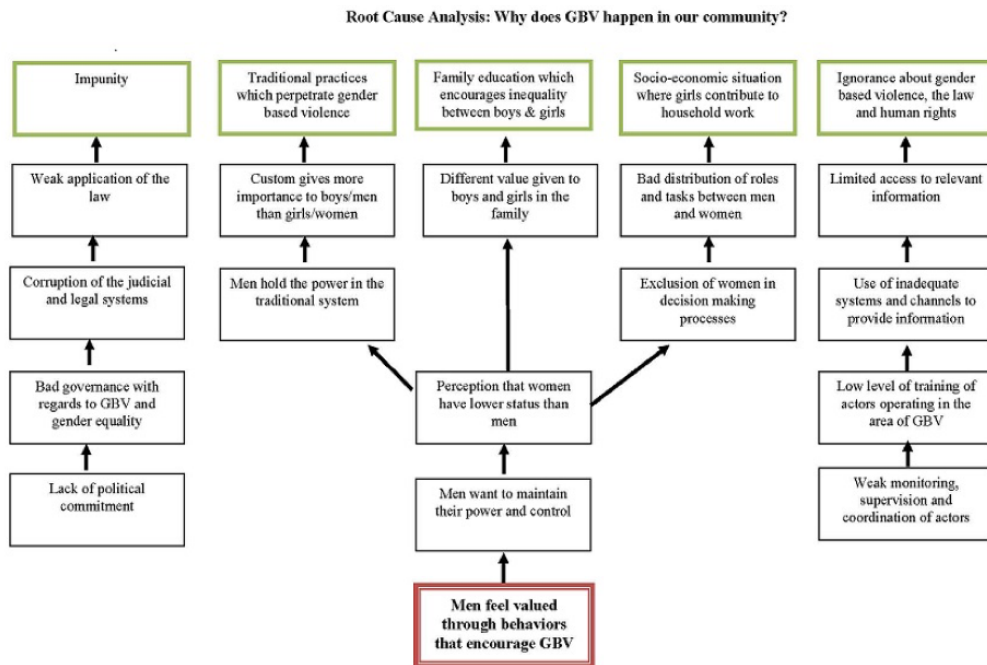 Root Cause Analysis: Why does GBV happen in our community?
Impunity
Traditional practices
which perpetrate gender
based violence
Family education which
encourages inequality
between boys & girls
Socio-economic situation
where girls contribute to
household work
Ignorance about gender
based violence, the law
and human rights
Weak application of the
law
Custom gives more
importance to boys/men
than girls/women
Different value given to
boys and girls in the
family
Bad distribution of roles
and tasks between men
and women
Limited access to relevant
information
Corruption of the judicial
and legal systems
Men hold the power in the
traditional system
Exclusion of women in
decision making
processes
Use of inadequate
systems and channels to
provide information
Bad governance with
regards to GBV and
gender equality
Perception that women
have lower status than
men
Low level of training of
actors operating in the
area of GBV
Lack of political
commitment
Men want to maintain
their power and control
Weak monitoring,
supervision and
coordination of actors
Men feel valued
through behaviors
that encourage GBV